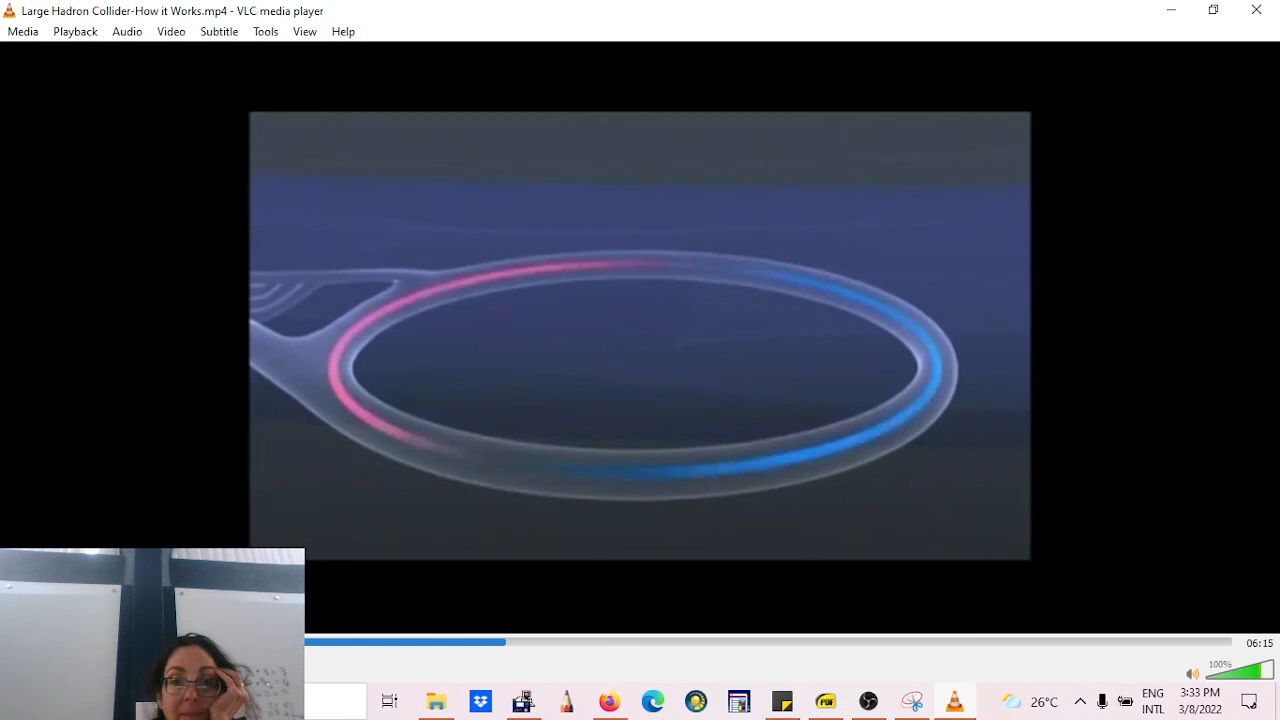 Large Hadron Collider-How it Works.mp4 - VLC media player
Media Playback Audio Video Subtitle Tools View Help
06:15
100%
PDF
26°C
ENG
INTL
3:33 PM
3/8/2022